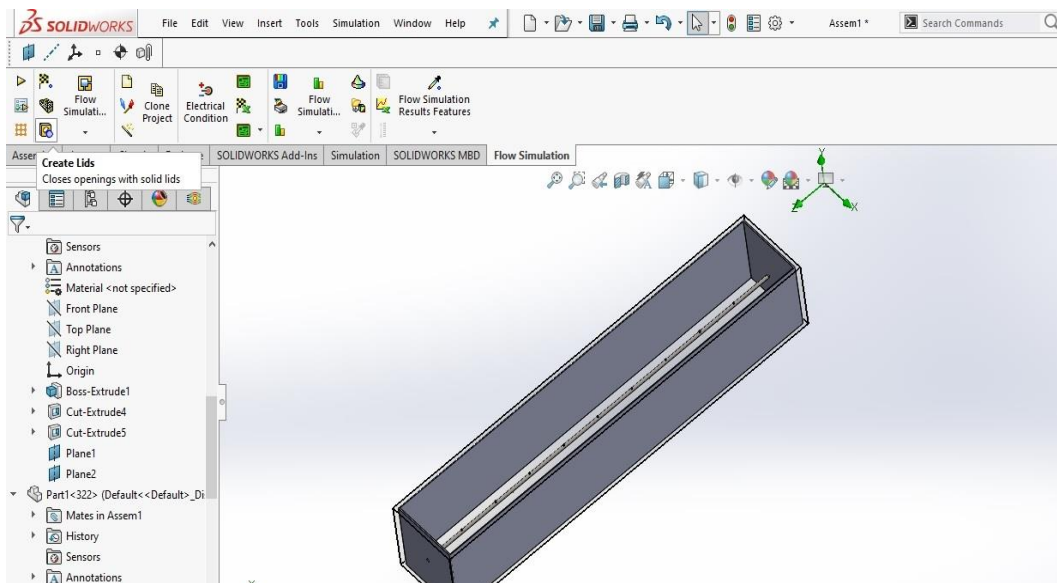 SOLIDWORKS File Edit View Insert Tools Simulation Window Help Assem1 * Search Commands
Flow Simulati...
Clone Project
Electrical Condition
Flow Simulati...
Flow Simulation Results Features
SOLIDWORKS Add-Ins Simulation SOLIDWORKS MBD Flow Simulation
Create Lids
Closes openings with solid lids
Y
Z X
Sensors
Annotations
Material <not specified>
Front Plane
Top Plane
Right Plane
Origin
Boss-Extrude1
Cut-Extrude4
Cut-Extrude5
Plane1
Plane2
Part1<322> (Default<<Default>_Di
Mates in Assem1
History
Sensors
Annotations